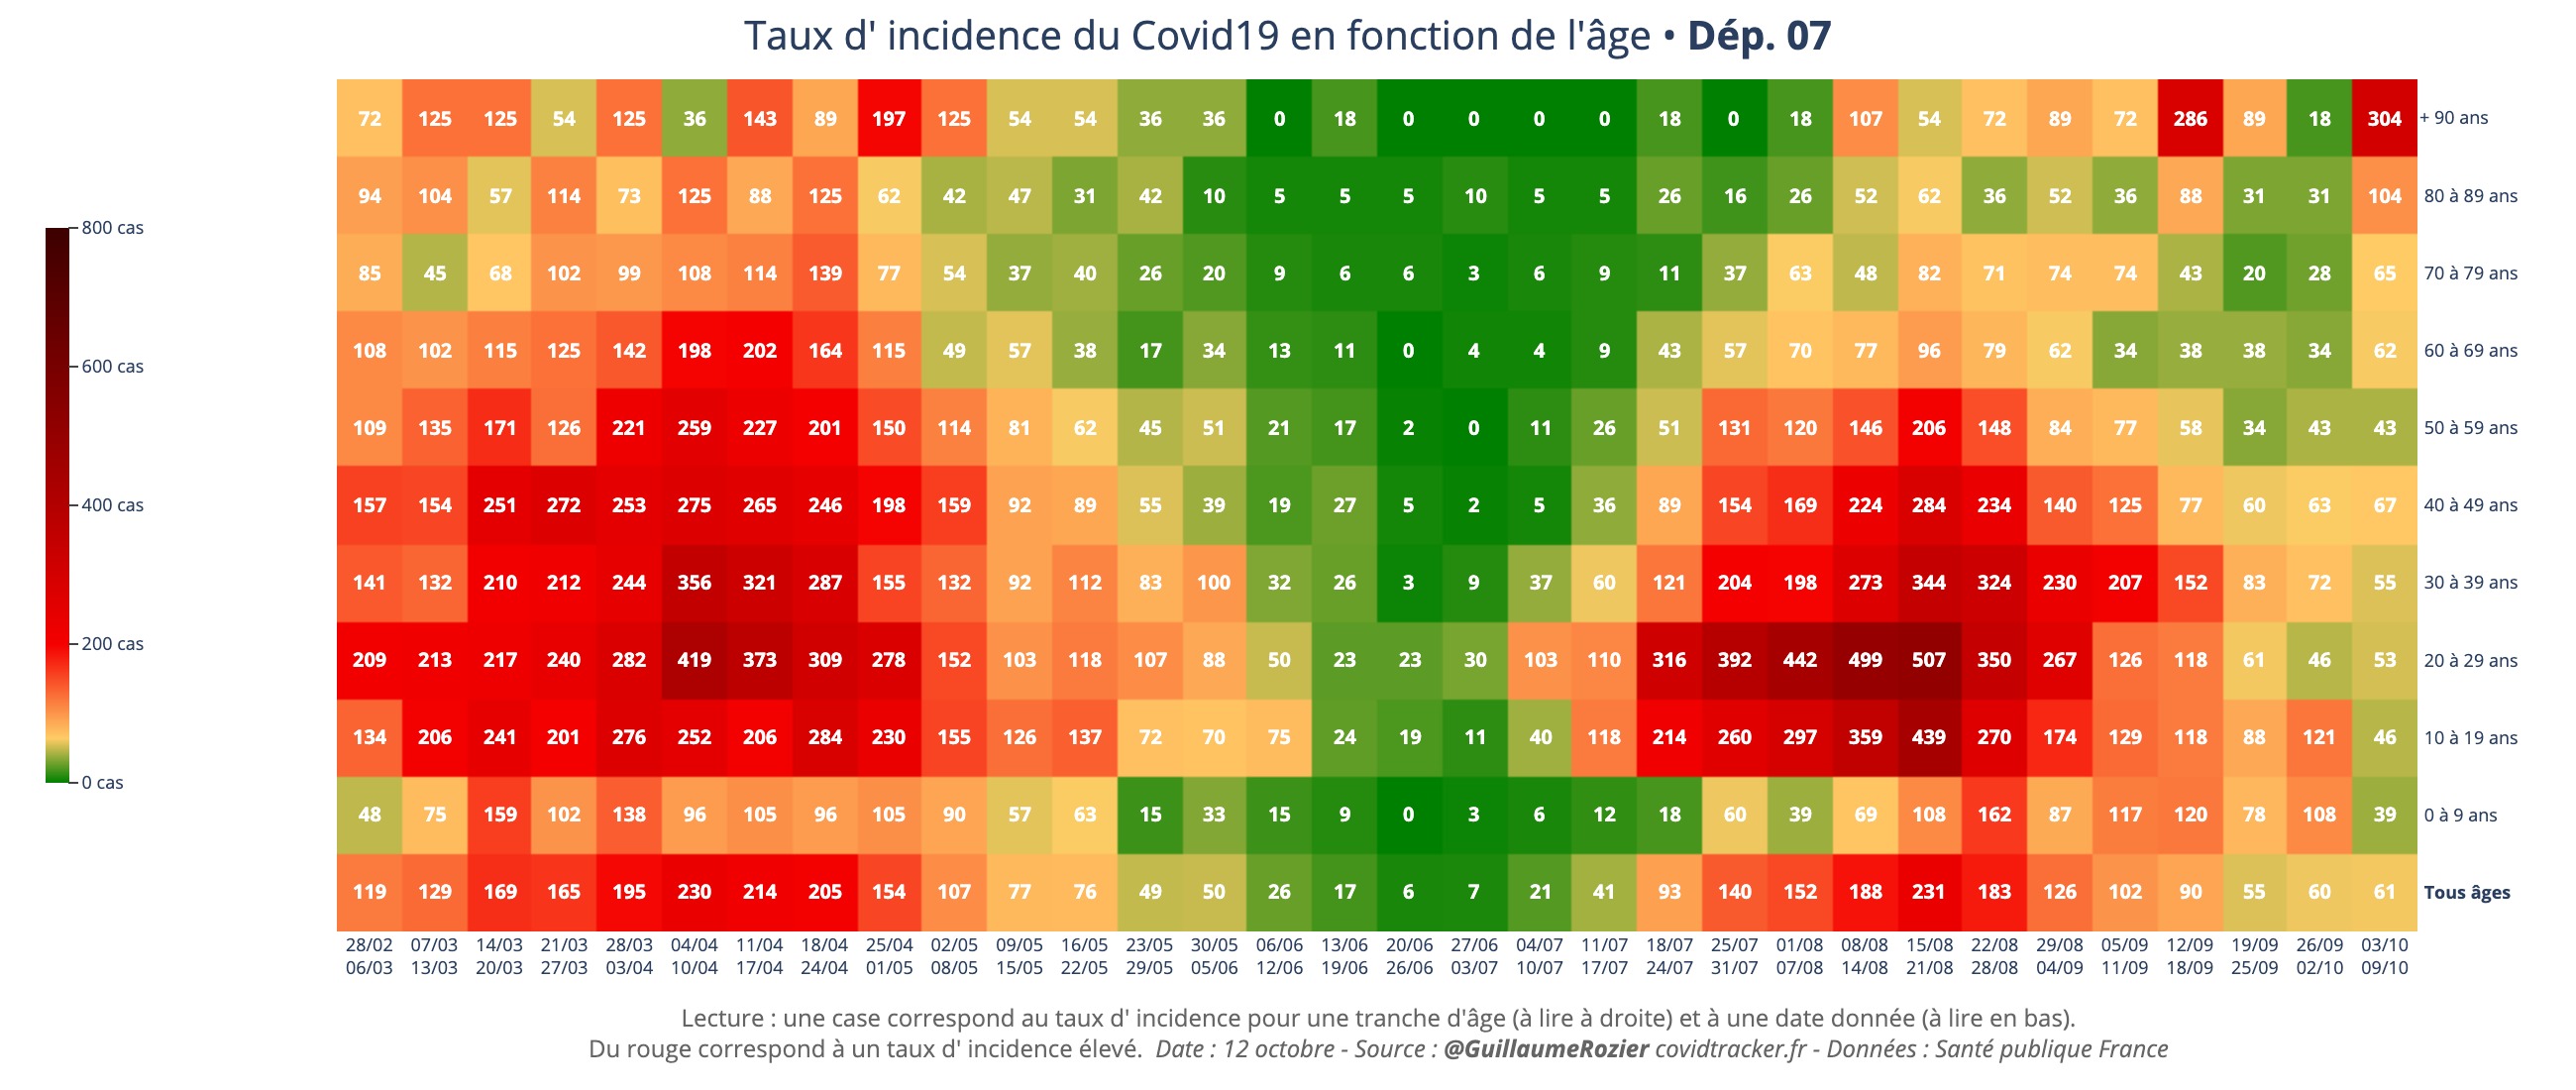 Taux d' incidence du Covid19 en fonction de l'âge • Dép. 07
800 cas
600 cas
400 cas
200 cas
0 cas
72 125 125 54 125 36 143 89 197 125 54 54 36 36 0 18 0 0 0 0 18 0 18 107 54 72 89 72 286 89 18 304 + 90 ans
94 104 57 114 73 125 88 125 62 42 47 31 42 10 5 5 5 10 5 5 26 16 26 52 62 36 52 36 88 31 31 104 80 à 89 ans
85 45 68 102 99 108 114 139 77 54 37 40 26 20 9 6 6 3 6 9 11 37 63 48 82 71 74 74 43 20 28 65 70 à 79 ans
108 102 115 125 142 198 202 164 115 49 57 38 17 34 13 11 0 4 4 9 43 57 70 77 96 79 62 34 38 38 34 62 60 à 69 ans
109 135 171 126 221 259 227 201 150 114 81 62 45 51 21 17 2 0 11 26 51 131 120 146 206 148 84 77 58 34 43 43 50 à 59 ans
157 154 251 272 253 275 265 246 198 159 92 89 55 39 19 27 5 2 5 36 89 154 169 224 284 234 140 125 77 60 63 67 40 à 49 ans
141 132 210 212 244 356 321 287 155 132 92 112 83 100 32 26 3 9 37 60 121 204 198 273 344 324 230 207 152 83 72 55 30 à 39 ans
209 213 217 240 282 419 373 309 278 152 103 118 107 88 50 23 23 30 103 110 316 392 442 499 507 350 267 126 118 61 46 53 20 à 29 ans
134 206 241 201 276 252 206 284 230 155 126 137 72 70 75 24 19 11 40 118 214 260 297 359 439 270 174 129 118 88 121 46 10 à 19 ans
48 75 159 102 138 96 105 96 105 90 57 63 15 33 15 9 0 3 6 12 18 60 39 69 108 162 87 117 120 78 108 39 0 à 9 ans
119 129 169 165 195 230 214 205 154 107 77 76 49 50 26 17 6 7 21 41 93 140 152 188 231 183 126 102 90 55 60 61 Tous âges
28/02 07/03 14/03 21/03 28/03 04/04 11/04 18/04 25/04 02/05 09/05 16/05 23/05 30/05 06/06 13/06 20/06 27/06 04/07 11/07 18/07 25/07 01/08 08/08 15/08 22/08 29/08 05/09 12/09 19/09 26/09 03/10
06/03 13/03 20/03 27/03 03/04 10/04 17/04 24/04 01/05 08/05 15/05 22/05 29/05 05/06 12/06 19/06 26/06 03/07 10/07 17/07 24/07 31/07 07/08 14/08 21/08 28/08 04/09 11/09 18/09 25/09 02/10 09/10
Lecture : une case correspond au taux d' incidence pour une tranche d'âge (à lire à droite) et à une date donnée (à lire en bas).
Du rouge correspond à un taux d' incidence élevé. Date : 12 octobre - Source : @GuillaumeRozier covidtracker.fr - Données : Santé publique France